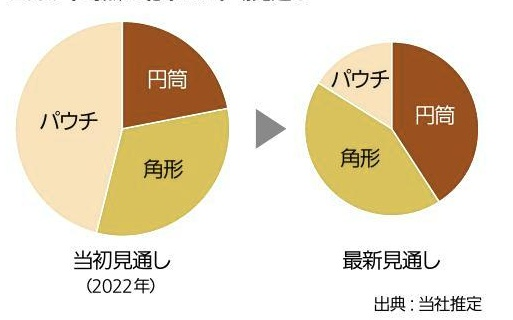 円筒
パウチ
角形
パウチ
円筒
角形
当初見通し
(2022年)
最新見通し
出典：当社推定